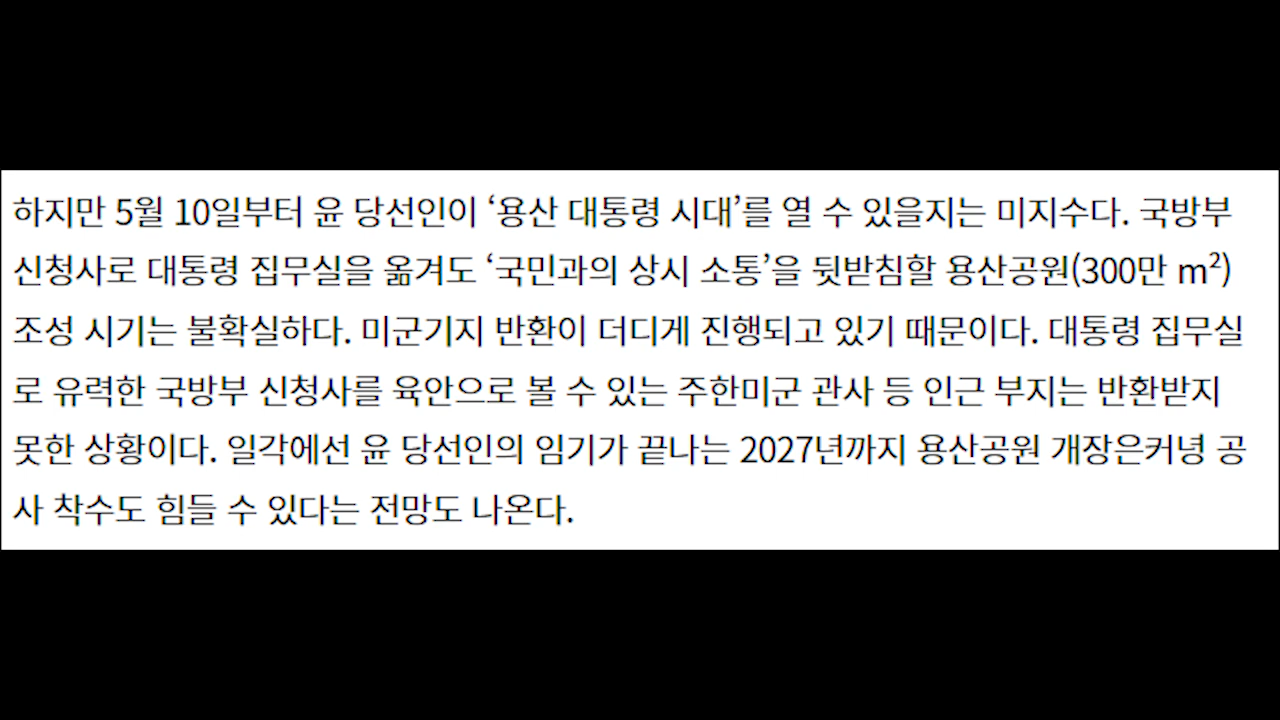 하지만 5월 10일부터 윤 당선인이 ‘용산 대통령 시대’를 열 수 있을지는 미지수다. 국방부
신청사로 대통령 집무실을 옮겨도 ‘국민과의 상시 소통’을 뒷받침할 용산공원(300만 m²)
조성 시기는 불확실하다. 미군기지 반환이 더디게 진행되고 있기 때문이다. 대통령 집무실
로 유력한 국방부 신청사를 육안으로 볼 수 있는 주한미군 관사 등 인근 부지는 반환받지
못한 상황이다. 일각에선 윤 당선인의 임기가 끝나는 2027년까지 용산공원 개장은커녕 공
사 착수도 힘들 수 있다는 전망도 나온다.